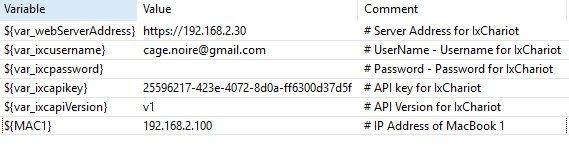 Variable Value Comment
${var_webServerAddress} https://192.168.2.30 # Server Address for IxChariot
${var_ixcusername} cage.noire@gmail.com # UserName - Username for IxChariot
${var_ixcpassword} # Password - Password for IxChariot
${var_ixcapikey} 25596217-423e-4072-8d0a-ff6300d37d5f # API key for IxChariot
${var_ixcapiVersion} v1 # API Version for IxChariot
${MAC1} 192.168.2.100 # IP Address of MacBook 1